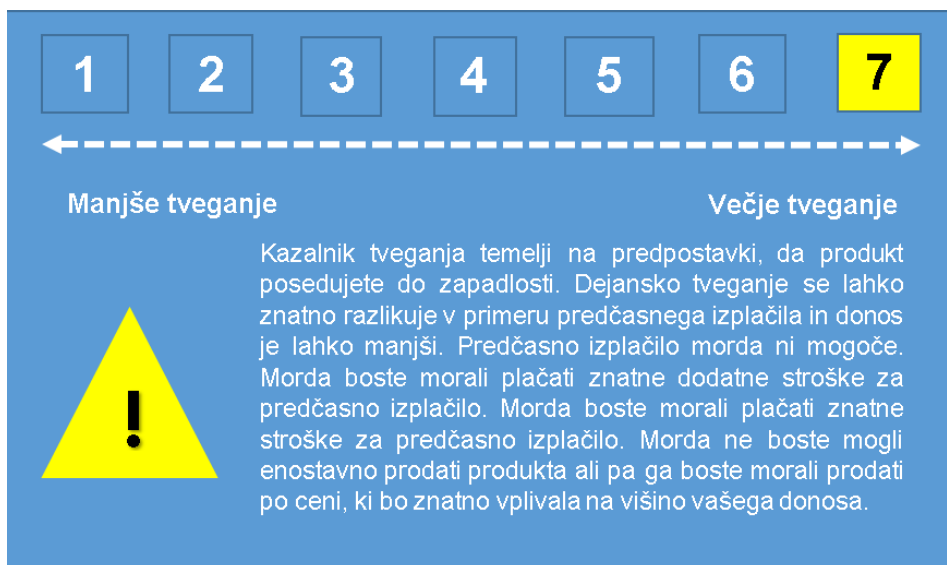 1 2 3 4 5 6 7
Manjše tveganje Večje tveganje
Kazalnik tveganja temelji na predpostavki, da produkt
posedujete do zapadlosti. Dejansko tveganje se lahko
znatno razlikuje v primeru predčasnega izplačila in donos
je lahko manjši. Predčasno izplačilo morda ni mogoče.
Morda boste morali plačati znatne dodatne stroške za
predčasno izplačilo. Morda boste morali plačati znatne
stroške za predčasno izplačilo. Morda ne boste mogli
enostavno prodati produkta ali pa ga boste morali prodati
po ceni, ki bo znatno vplivala na višino vašega donosa.
!